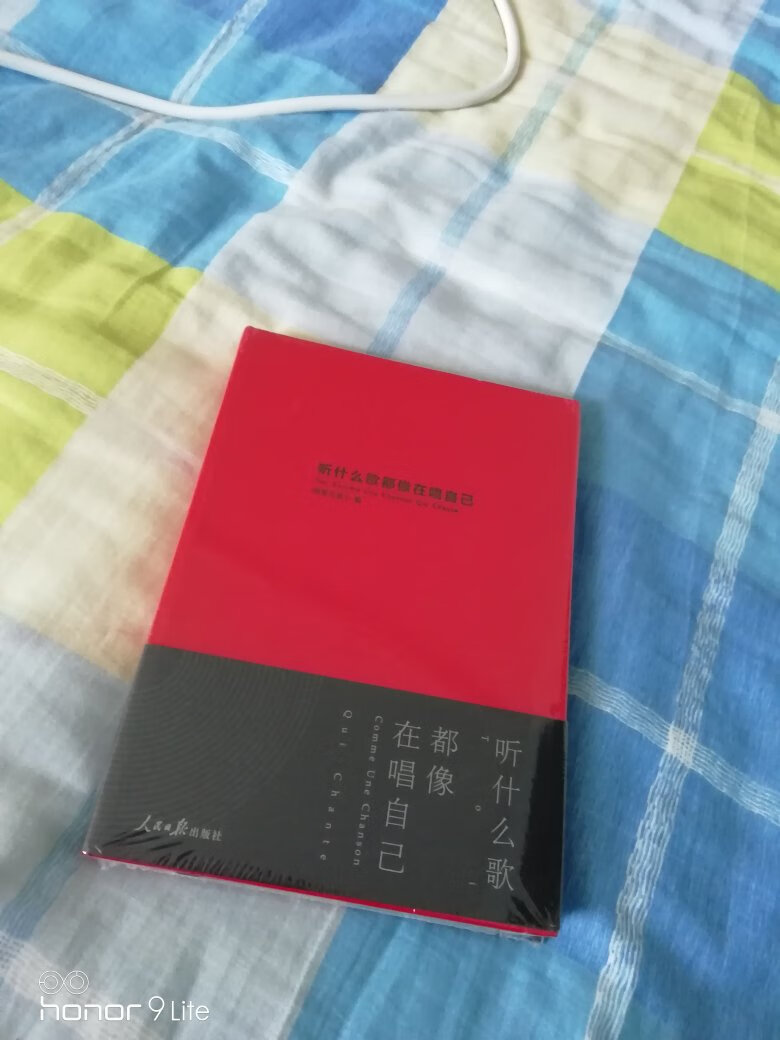 听什么歌都像在唱自己
听什么歌
都像
在唱自己
Comme Une Chanson
Qui Chante
人民日报出版社
honor 9 Lite